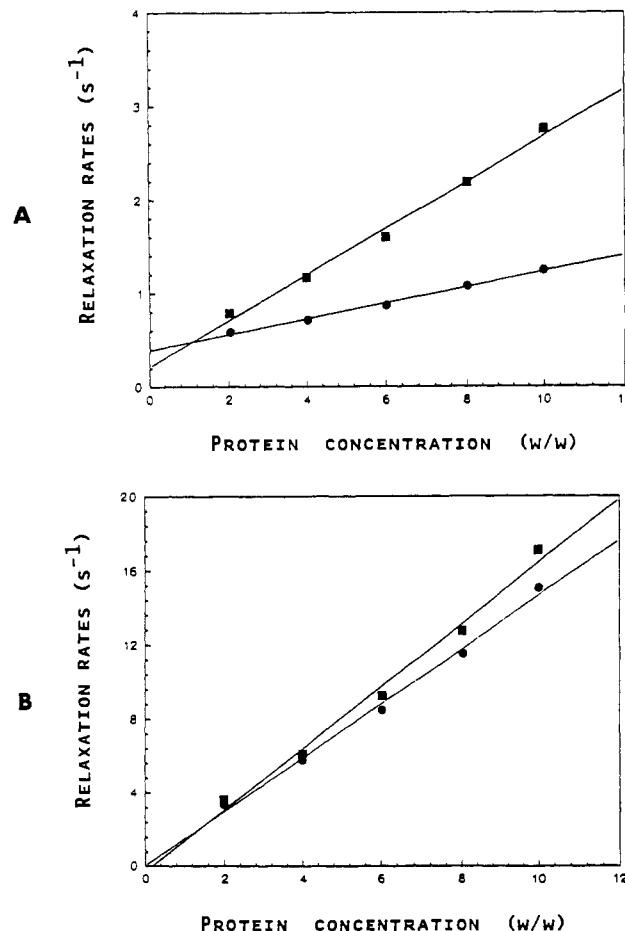 A
RELAXATION RATES (s⁻¹)
4
3
2
1
0
0 2 4 6 8 10 1
PROTEIN CONCENTRATION (W/W)
B
RELAXATION RATES (s⁻¹)
20
16
12
8
4
0
0 2 4 6 8 10 12
PROTEIN CONCENTRATION (W/W)